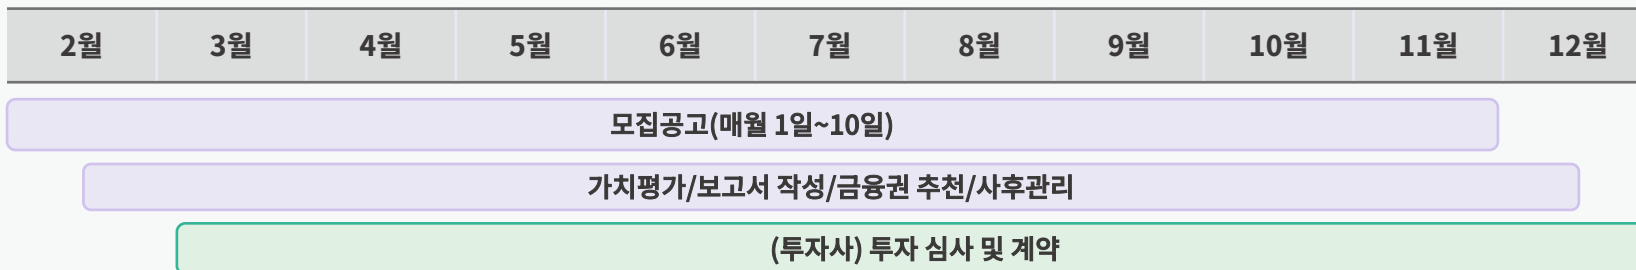 2월 3월 4월 5월 6월 7월 8월 9월 10월 11월 12월
모집공고(매월 1일~10일)
가치평가/보고서 작성/금융권 추천/사후관리
(투자사) 투자 심사 및 계약